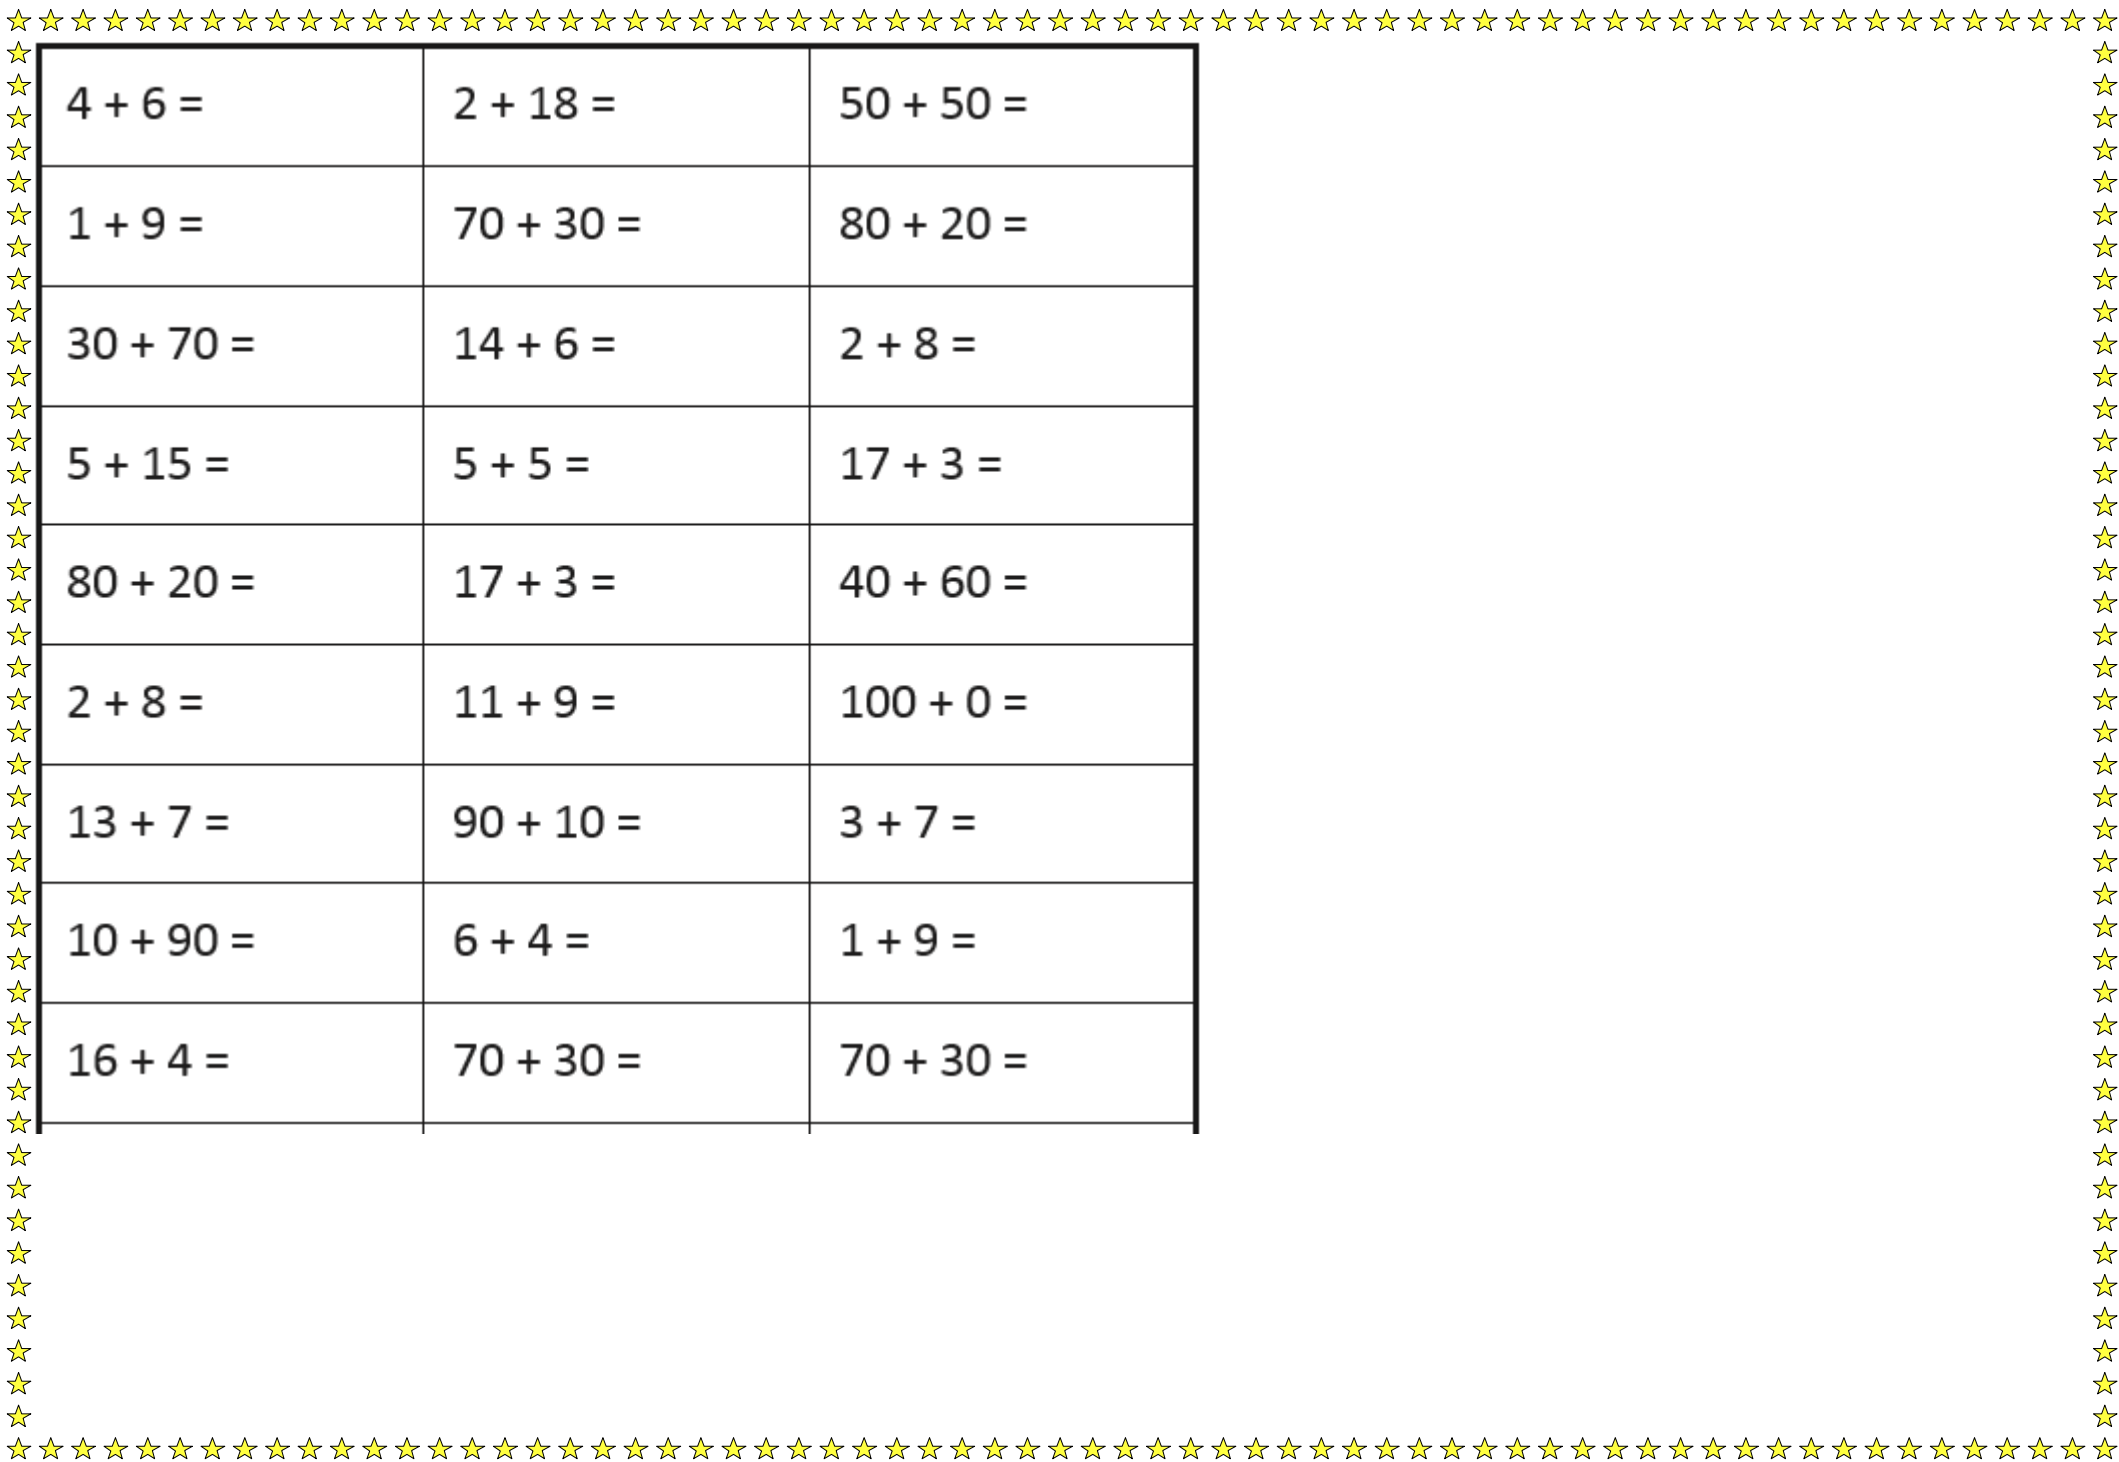 4 + 6 = 2 + 18 = 50 + 50 =
1 + 9 = 70 + 30 = 80 + 20 =
30 + 70 = 14 + 6 = 2 + 8 =
5 + 15 = 5 + 5 = 17 + 3 =
80 + 20 = 17 + 3 = 40 + 60 =
2 + 8 = 11 + 9 = 100 + 0 =
13 + 7 = 90 + 10 = 3 + 7 =
10 + 90 = 6 + 4 = 1 + 9 =
16 + 4 = 70 + 30 = 70 + 30 =